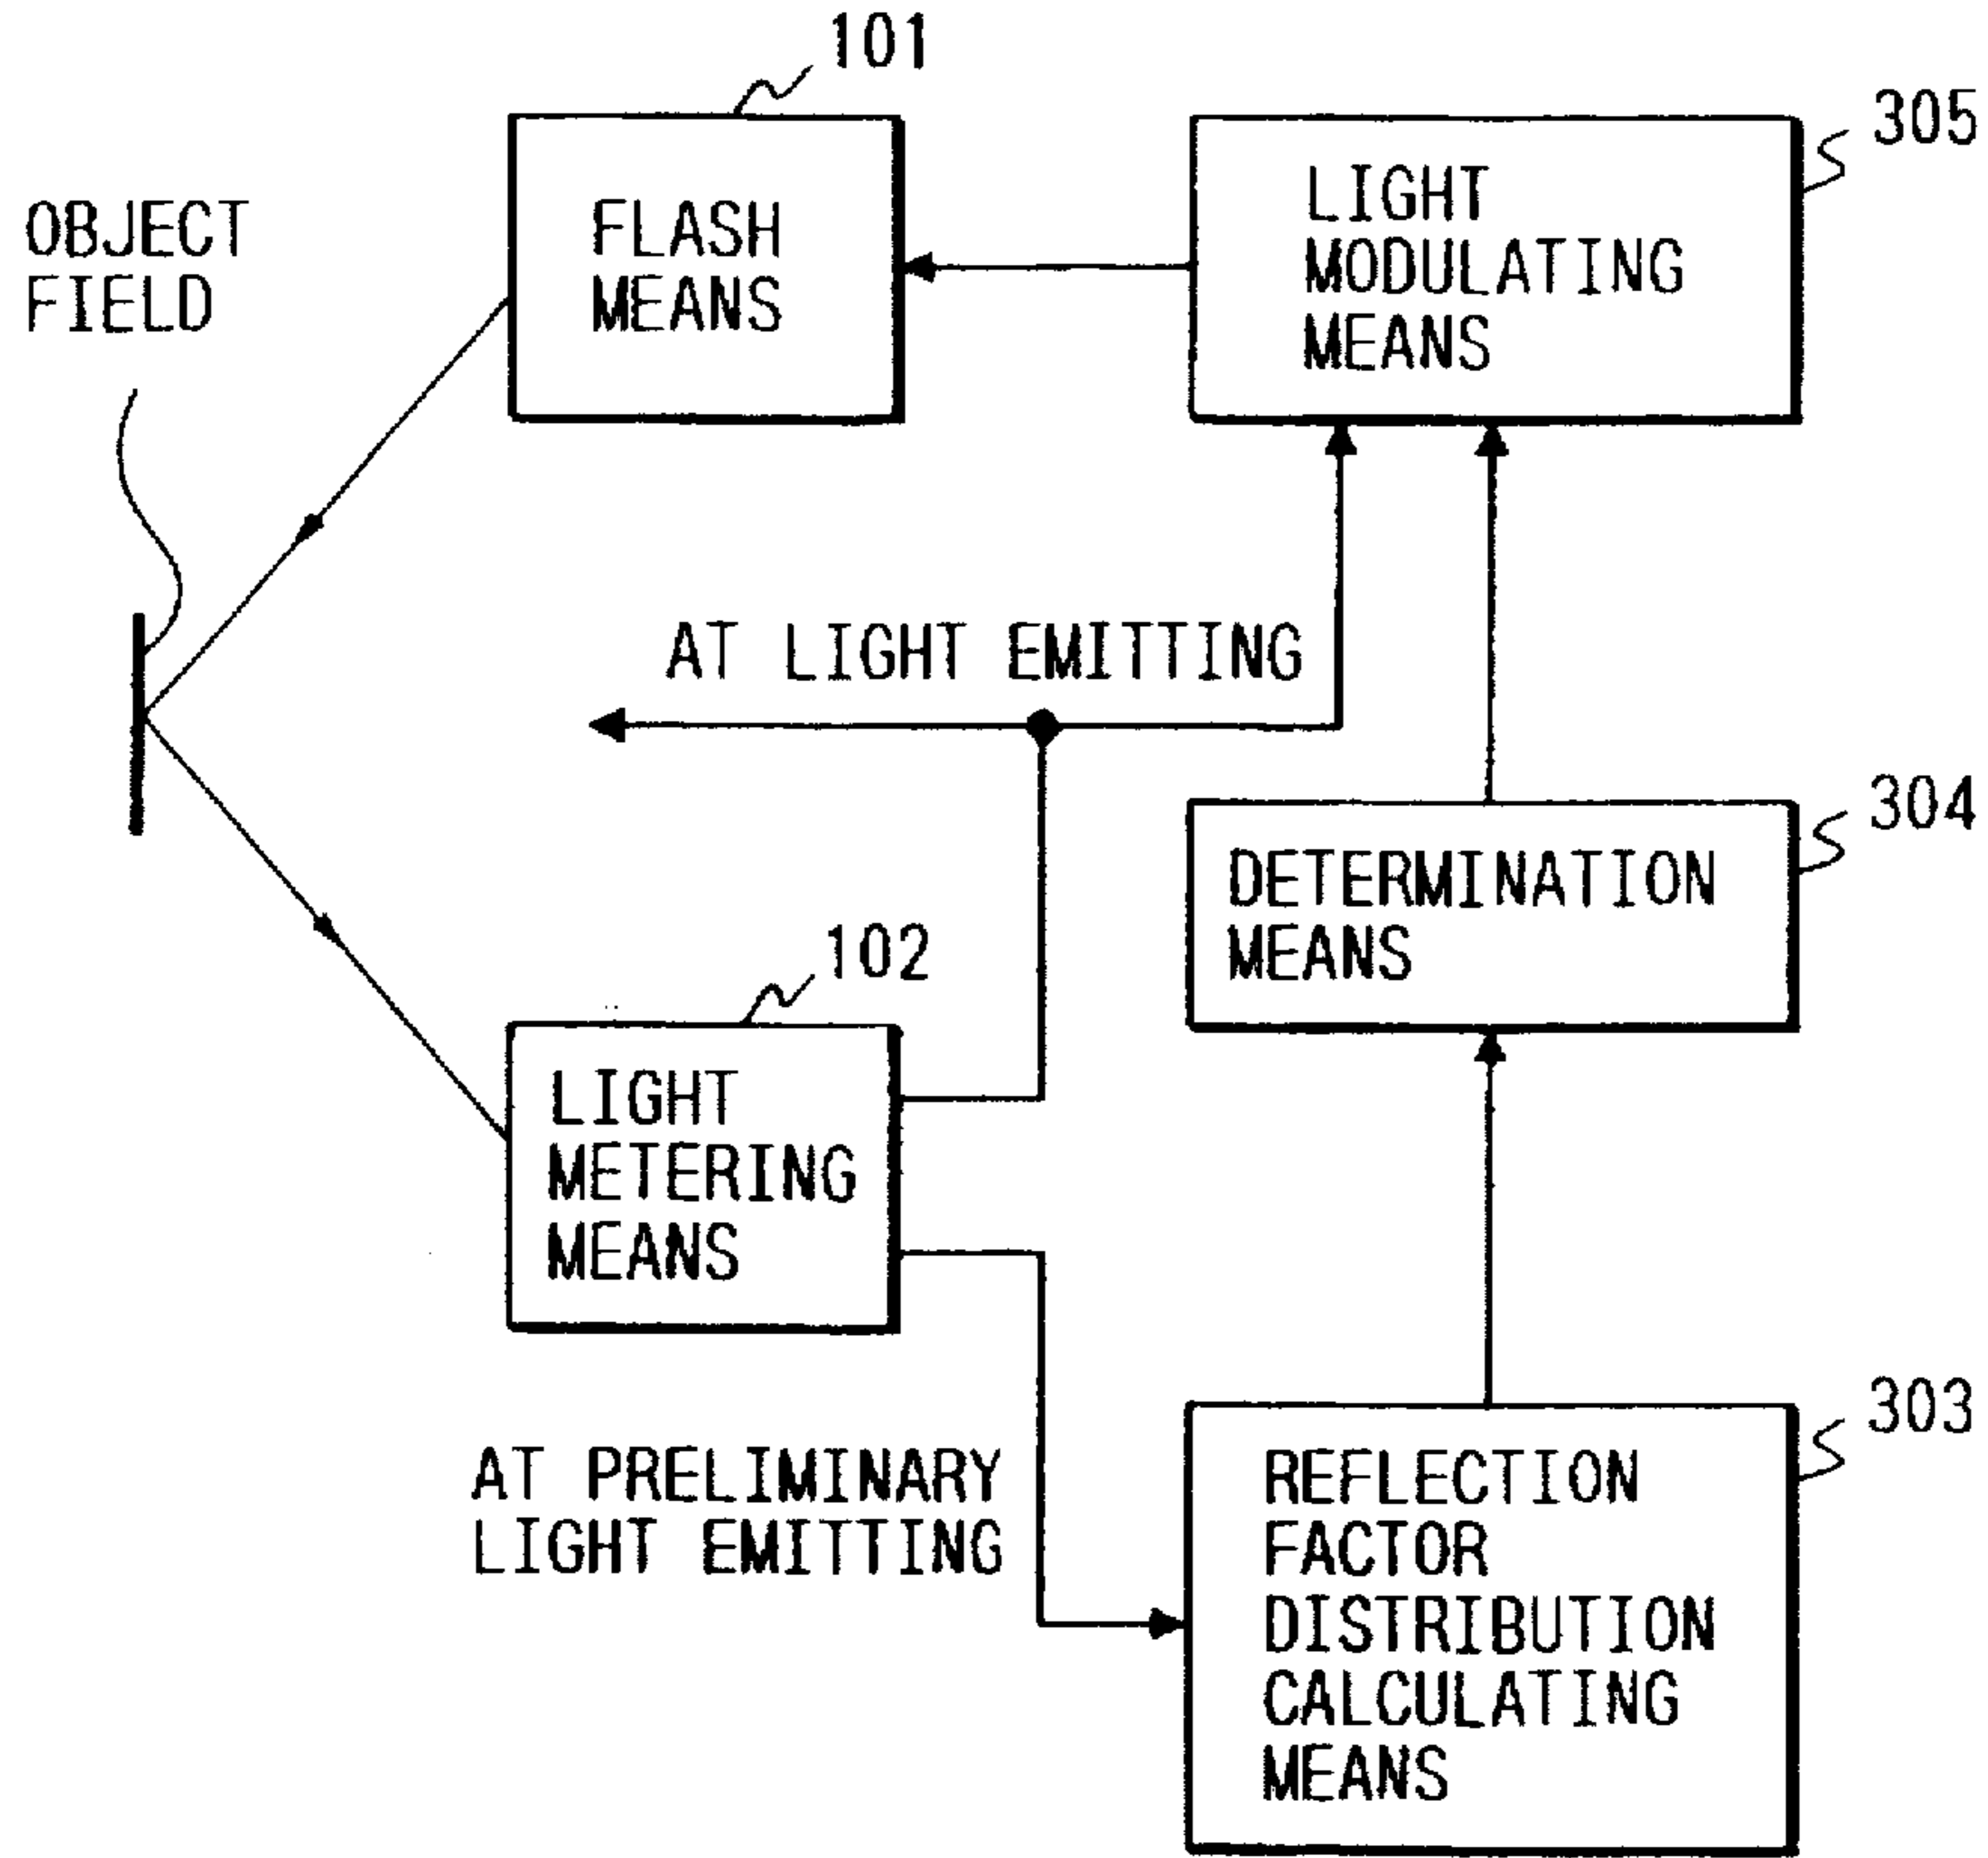 101
305
OBJECT
FIELD
FLASH
MEANS
LIGHT
MODULATING
MEANS
AT LIGHT EMITTING
304
DETERMINATION
MEANS
102
LIGHT
METERING
MEANS
303
AT PRELIMINARY
LIGHT EMITTING
REFLECTION
FACTOR
DISTRIBUTION
CALCULATING
MEANS